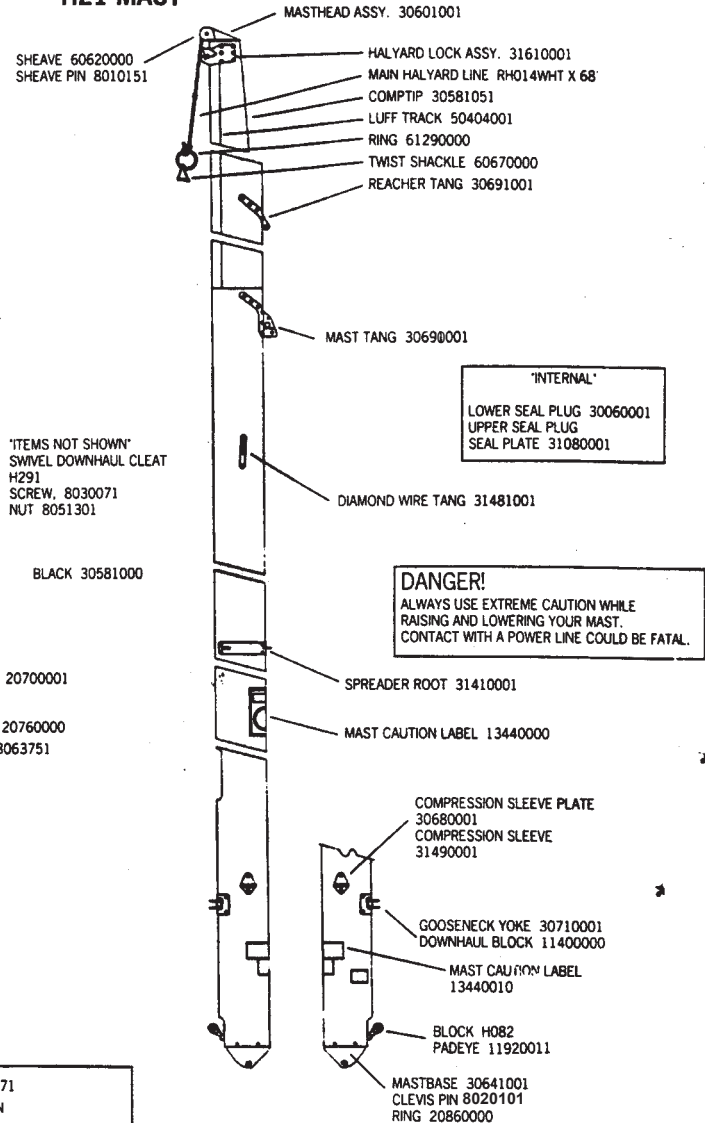 H21 MAST
MASTHEAD ASSY. 30601001
SHEAVE 60620000
SHEAVE PIN 8010151
HALYARD LOCK ASSY. 31610001
MAIN HALYARD LINE RH014WHT X 68'
COMPTIP 30581051
LUFF TRACK 50404001
RING 61290000
TWIST SHACKLE 60670000
REACHER TANG 30691001
MAST TANG 30690001
"INTERNAL"
LOWER SEAL PLUG 30060001
UPPER SEAL PLUG
SEAL PLATE 31080001
"ITEMS NOT SHOWN"
SWIVEL DOWNHAUL CLEAT
H291
SCREW, 8030071
NUT 8051301
DIAMOND WIRE TANG 31481001
BLACK 30581000
DANGER!
ALWAYS USE EXTREME CAUTION WHILE
RAISING AND LOWERING YOUR MAST.
CONTACT WITH A POWER LINE COULD BE FATAL.
20700001
SPREADER ROOT 31410001
20760000
8063751
MAST CAUTION LABEL 13440000
COMPRESSION SLEEVE PLATE
30680001
COMPRESSION SLEEVE
31490001
GOOSENECK YOKE 30710001
DOWNHAUL BLOCK 11400000
MAST CAUTION LABEL
13440010
BLOCK H082
PADEYE 11920011
71
N
MASTBASE 30641001
CLEVIS PIN 8020101
RING 20860000